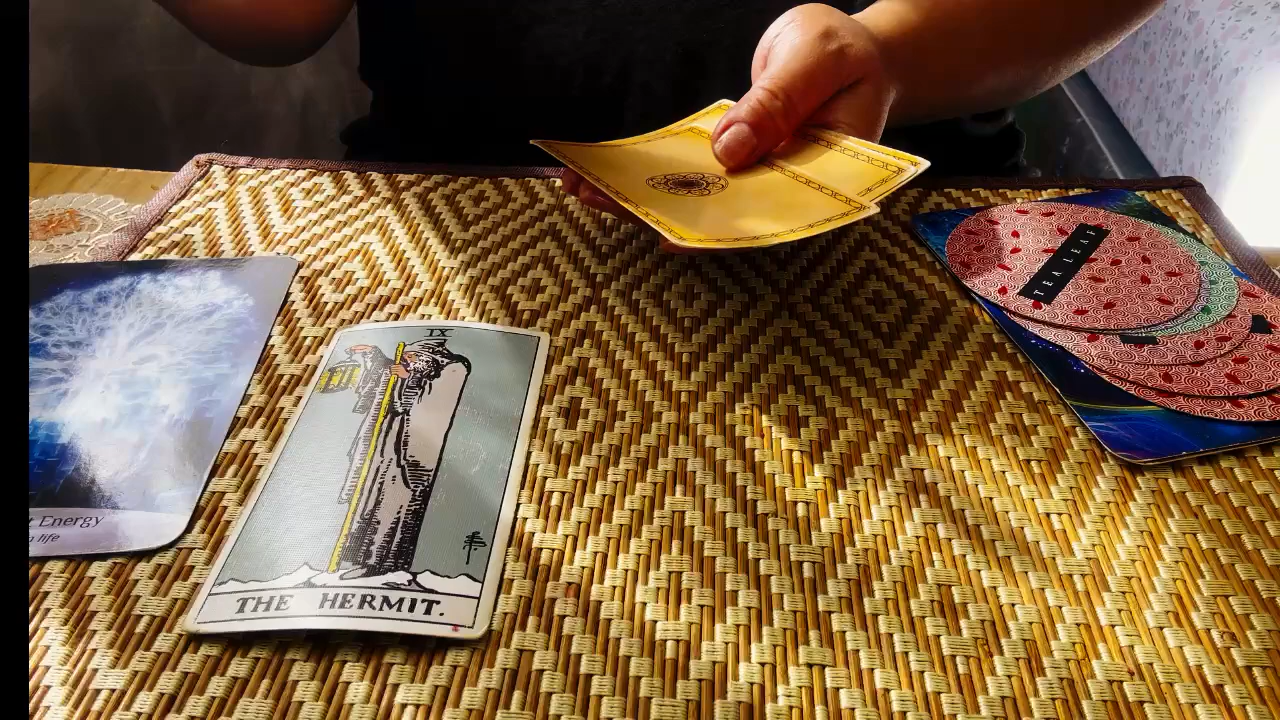 IX
THE HERMIT.
Energy
life
TEA LEAF